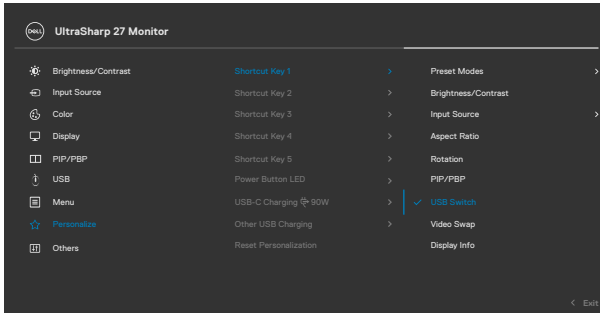 DELL UltraSharp 27 Monitor
Brightness/Contrast Shortcut Key 1 > Preset Modes >
Input Source Shortcut Key 2 > Brightness/Contrast
Color Shortcut Key 3 > Input Source >
Display Shortcut Key 4 > Aspect Ratio
PIP/PBP Shortcut Key 5 > Rotation
USB Power Button LED > PIP/PBP
Menu USB-C Charging 90W > ✓ USB Switch
Personalize Other USB Charging > Video Swap
Others Reset Personalization Display Info
< Exit